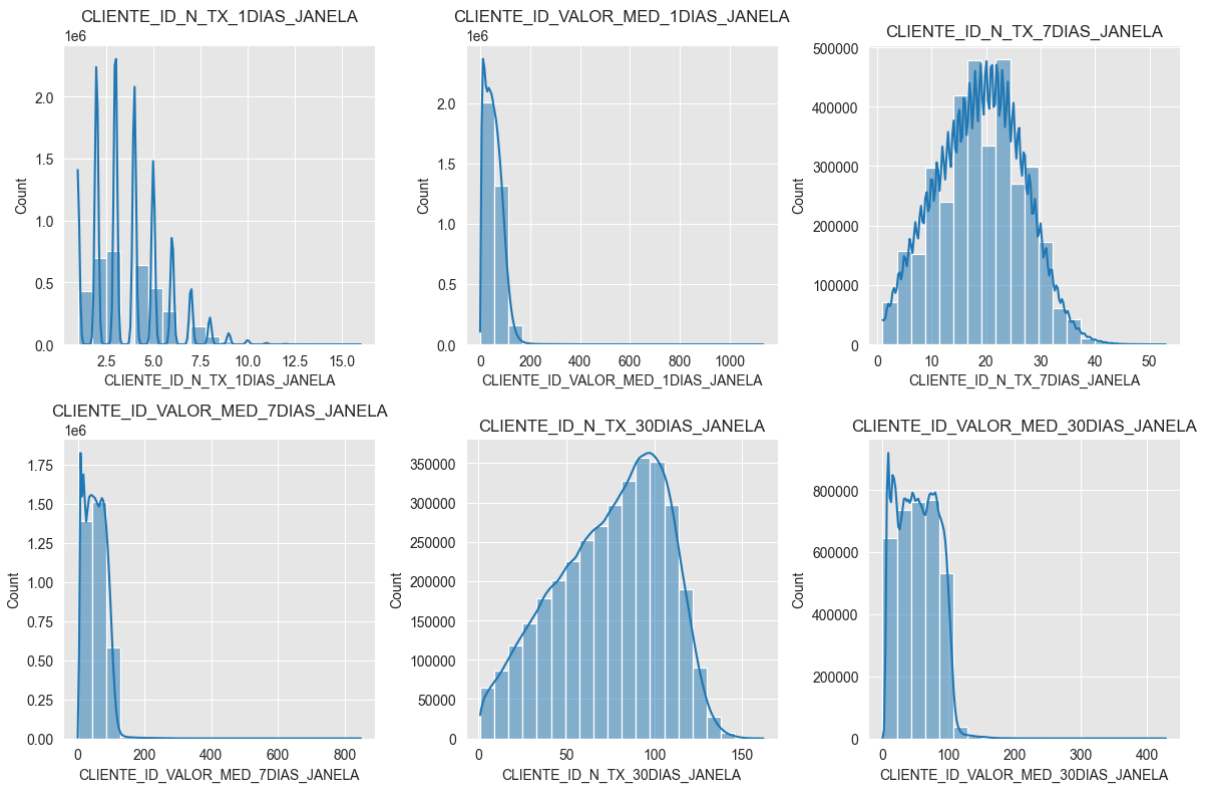 CLIENTE_ID_N_TX_1DIAS_JANELA
1e6
2.0
1.5
1.0
0.5
0.0
Count
2.5 5.0 7.5 10.0 12.5 15.0
CLIENTE_ID_N_TX_1DIAS_JANELA
CLIENTE_ID_VALOR_MED_1DIAS_JANELA
1e6
2.0
1.5
1.0
0.5
0.0
Count
0 200 400 600 800 1000
CLIENTE_ID_VALOR_MED_1DIAS_JANELA
CLIENTE_ID_N_TX_7DIAS_JANELA
500000
400000
300000
200000
100000
0
Count
0 10 20 30 40 50
CLIENTE_ID_N_TX_7DIAS_JANELA
CLIENTE_ID_VALOR_MED_7DIAS_JANELA
1e6
1.75
1.50
1.25
1.00
0.75
0.50
0.25
0.00
Count
0 200 400 600 800
CLIENTE_ID_VALOR_MED_7DIAS_JANELA
CLIENTE_ID_N_TX_30DIAS_JANELA
350000
300000
250000
200000
150000
100000
50000
0
Count
0 50 100 150
CLIENTE_ID_N_TX_30DIAS_JANELA
CLIENTE_ID_VALOR_MED_30DIAS_JANELA
800000
600000
400000
200000
0
Count
0 100 200 300 400
CLIENTE_ID_VALOR_MED_30DIAS_JANELA